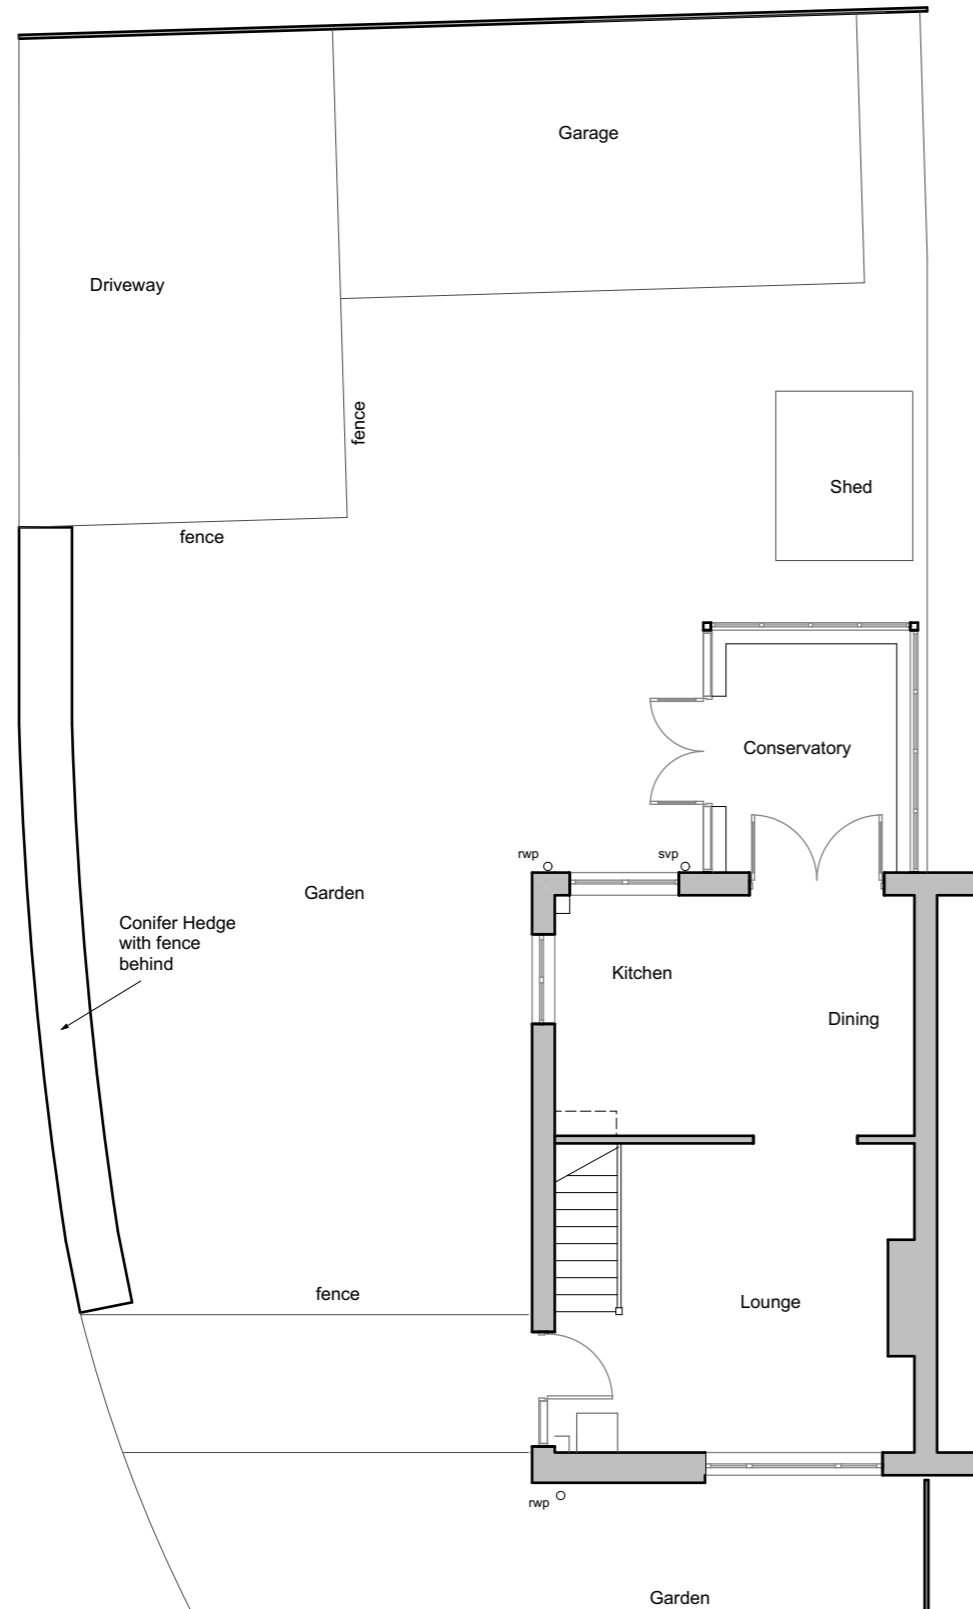 Garage
Driveway
fence
Shed
fence
Conservatory
rwp
svp
Garden
Conifer Hedge
with fence
behind
Kitchen
Dining
fence
Lounge
rwp
Garden